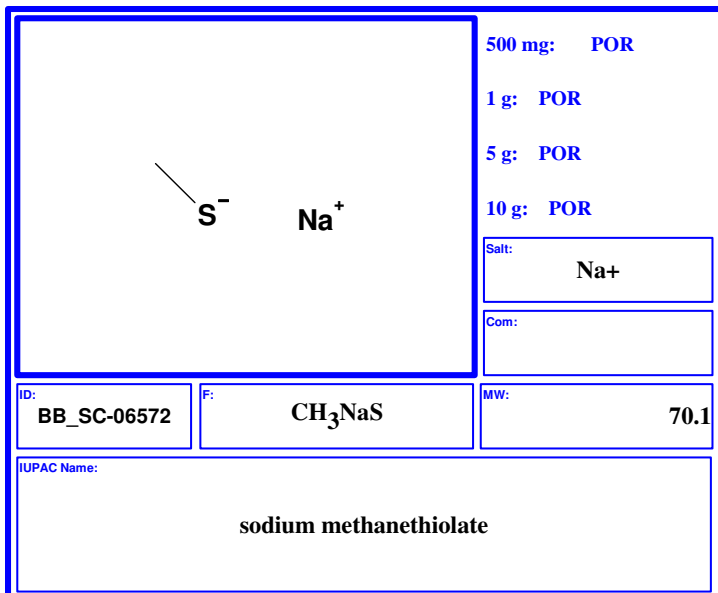 500 mg: POR
1 g: POR
5 g: POR
10 g: POR
S⁻ Na⁺
Salt:
Na+
Com:
ID:
BB_SC-06572
F:
CH₃NaS
MW:
70.1
IUPAC Name:
sodium methanethiolate